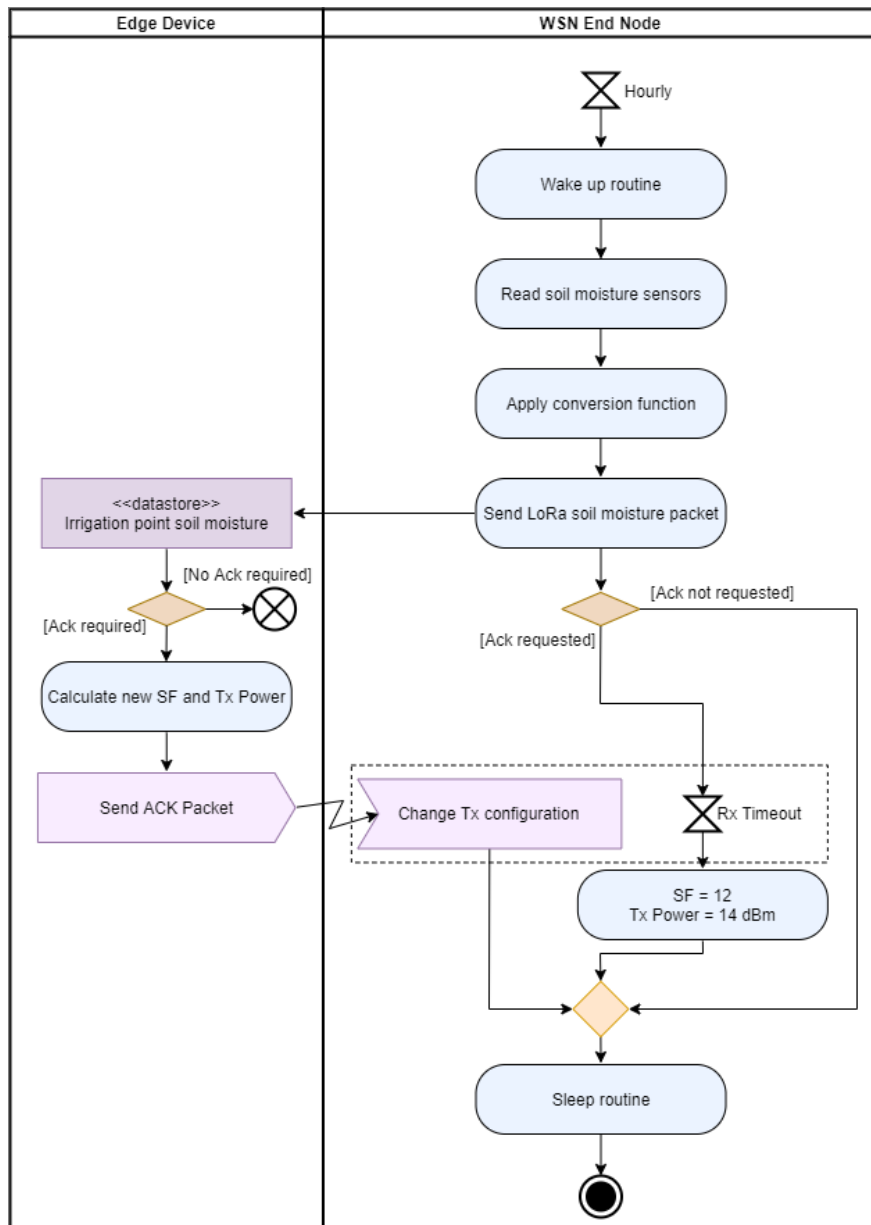 Edge Device
WSN End Node
Hourly
Wake up routine
Read soil moisture sensors
Apply conversion function
<<datastore>>
Irrigation point soil moisture
Send LoRa soil moisture packet
[No Ack required]
[Ack required]
[Ack not requested]
[Ack requested]
Calculate new SF and Tx Power
Send ACK Packet
Change Tx configuration
Rx Timeout
SF = 12
Tx Power = 14 dBm
Sleep routine